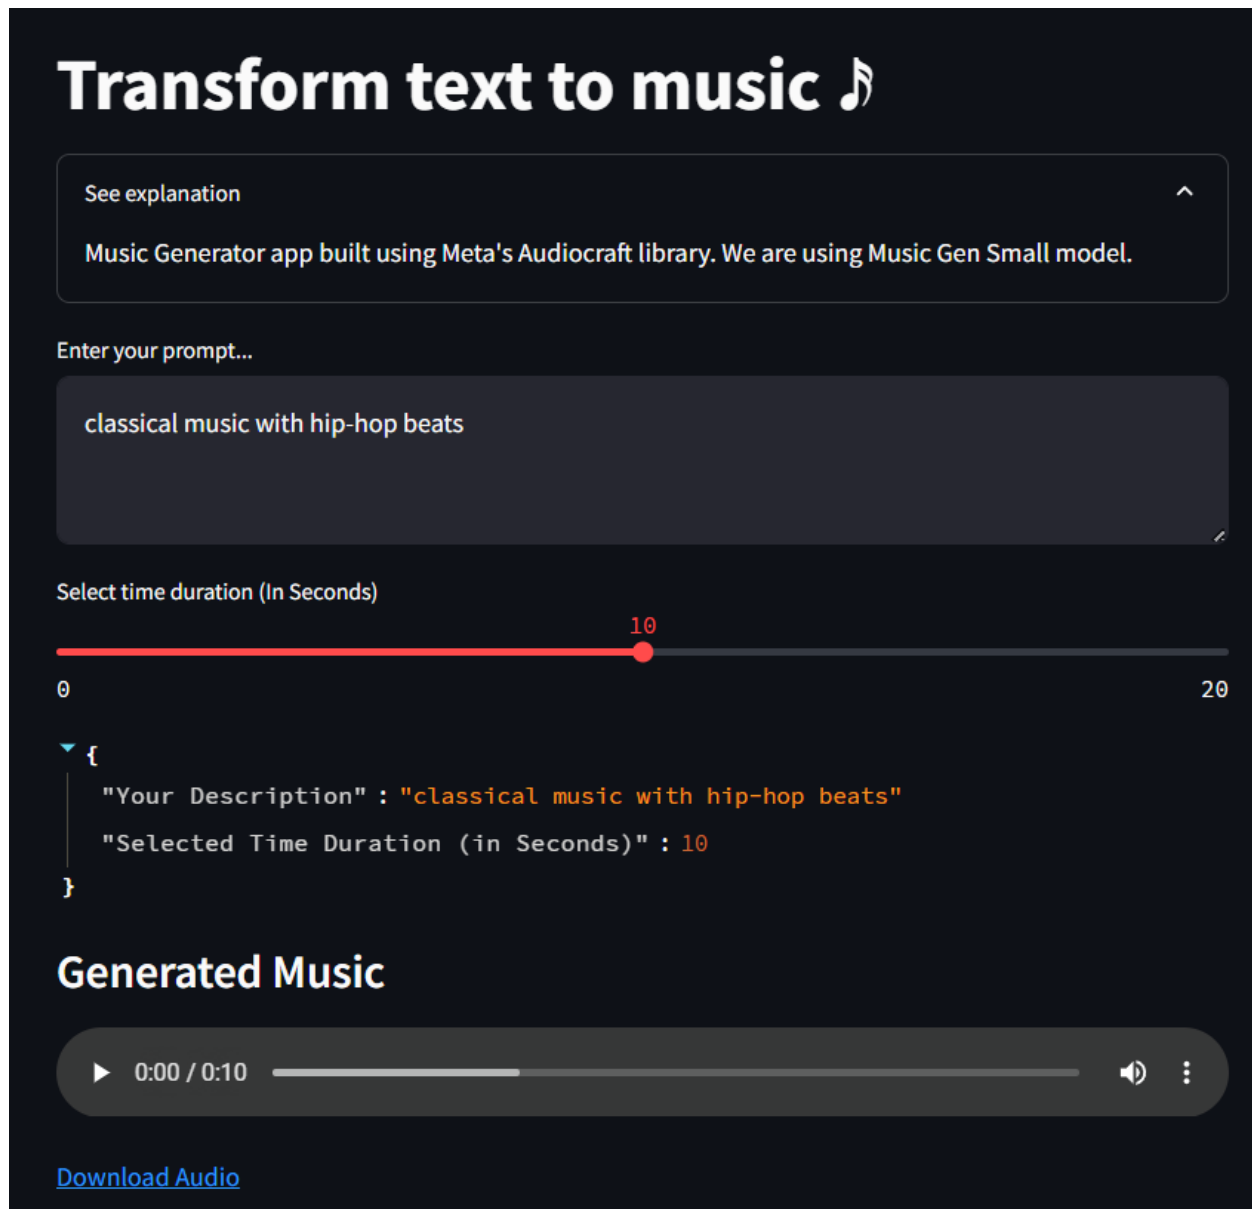 Transform text to music
See explanation
Music Generator app built using Meta's Audiocraft library. We are using Music Gen Small model.
Enter your prompt...
classical music with hip-hop beats
Select time duration (In Seconds)
10
0 20
{
"Your Description" : "classical music with hip-hop beats"
"Selected Time Duration (in Seconds)" : 10
}
Generated Music
0:00 / 0:10
Download Audio